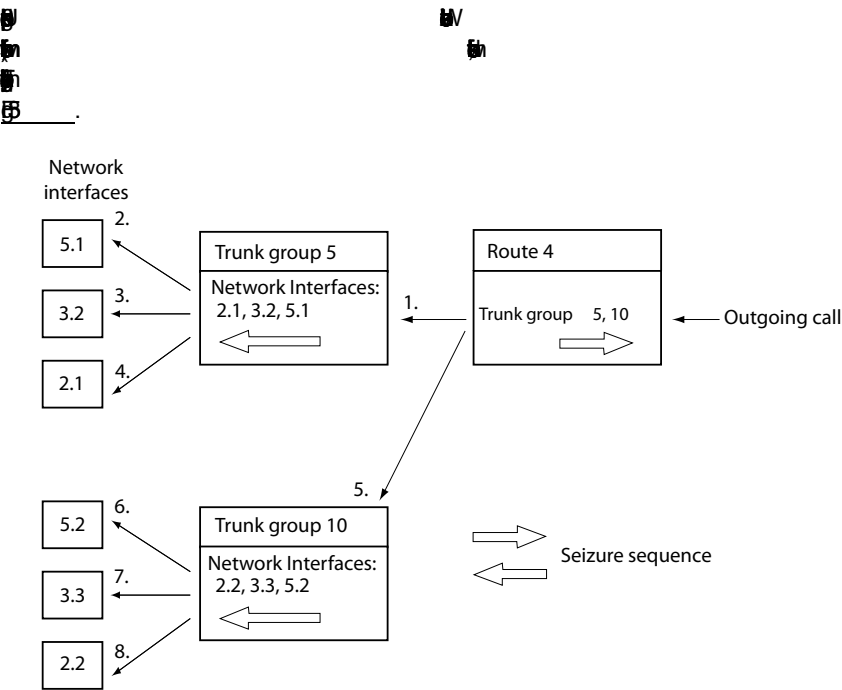 Network
interfaces
5.1
2.
3.2
3.
2.1
4.
Trunk group 5
Network Interfaces:
2.1, 3.2, 5.1
1.
Route 4
Trunk group 5, 10
Outgoing call
5.
5.2
6.
3.3
7.
2.2
8.
Trunk group 10
Network Interfaces:
2.2, 3.3, 5.2
Seizure sequence